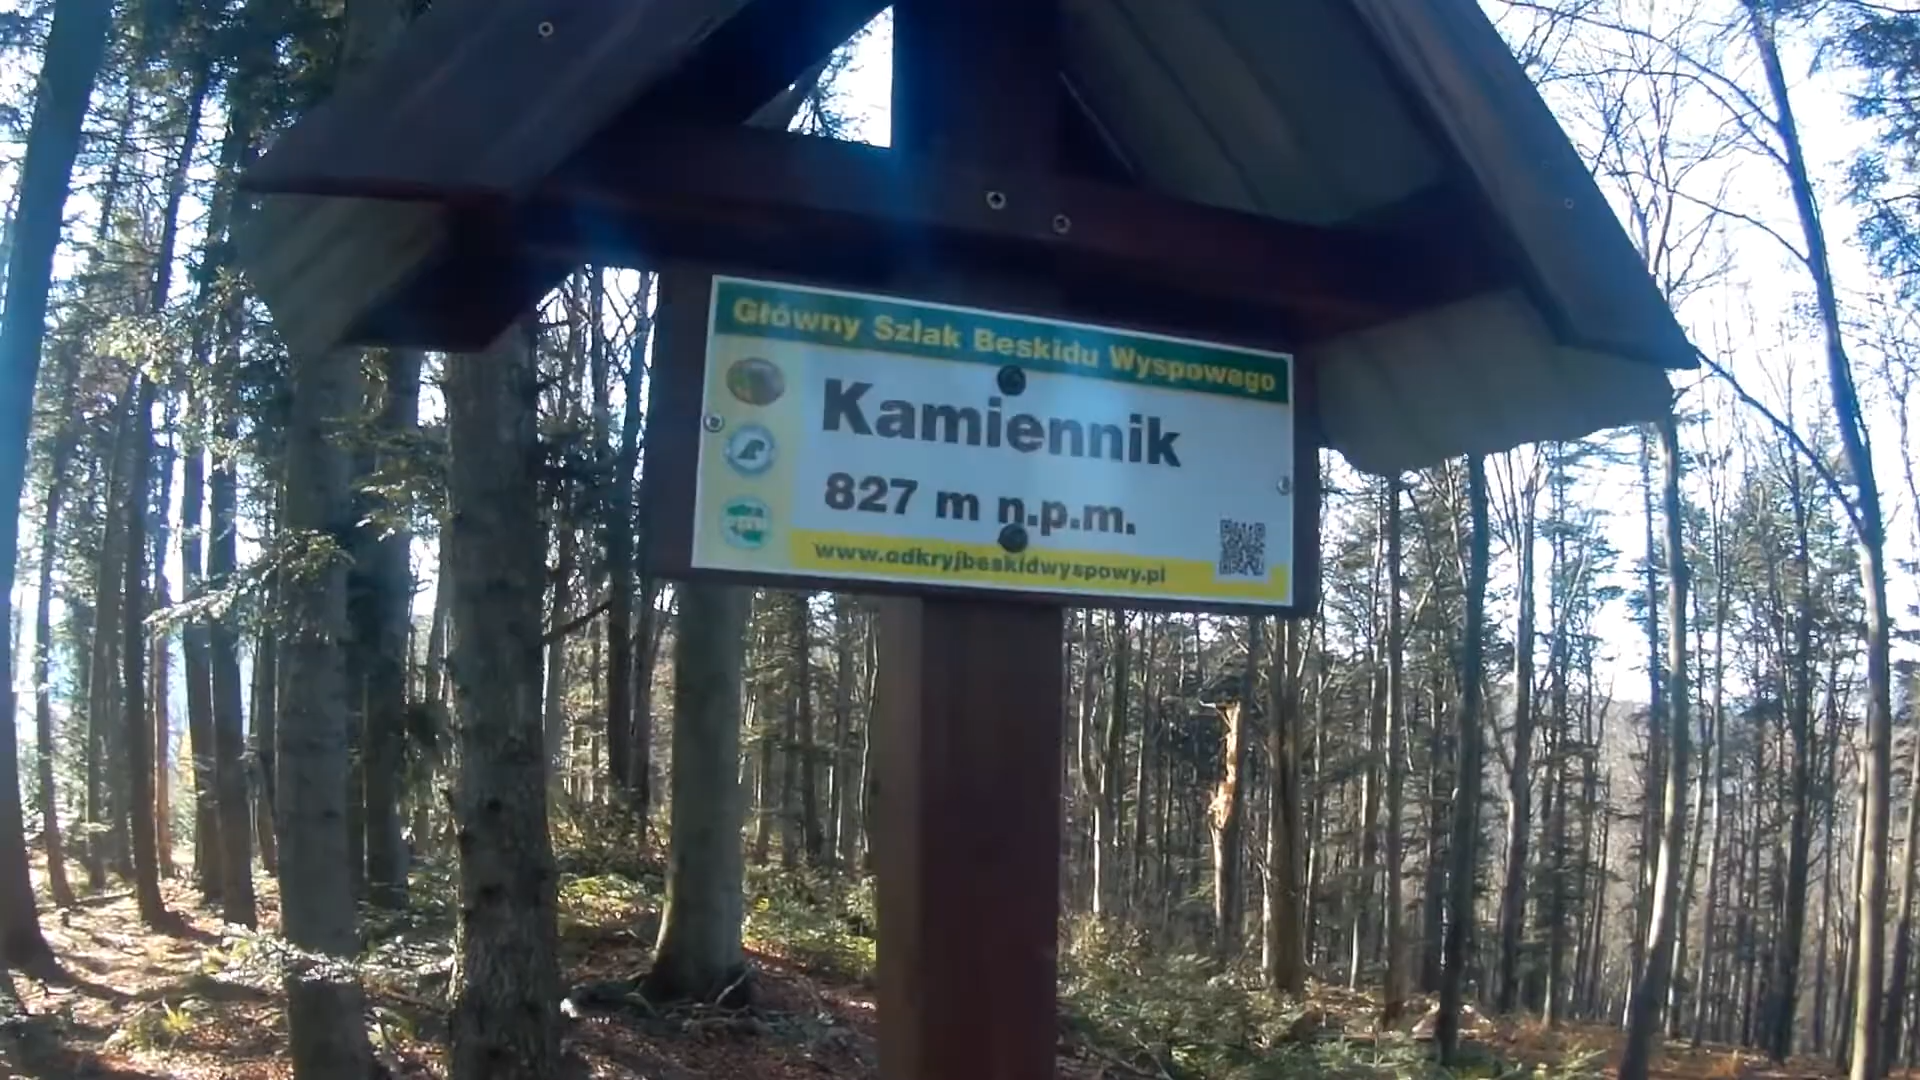 Główny Szlak Beskidu Wyspowego
Kamiennik
827 m n.p.m.
www.odkryjbeskidwyspowy.pl